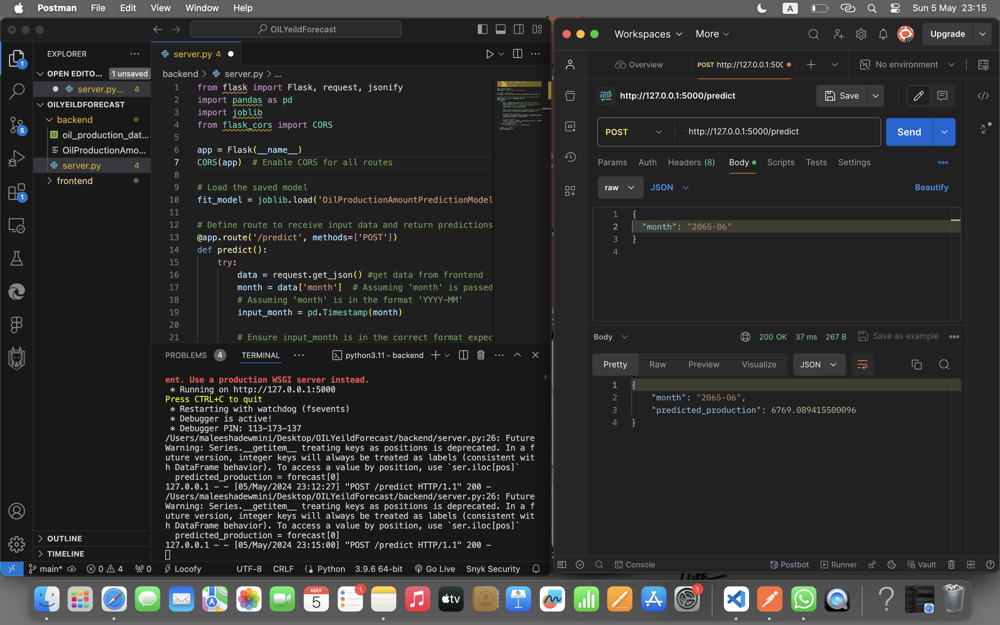 Postman File Edit View Window Help A Sun 5 May 23:15
OILYeildForecast
EXPLORER
OPEN EDITO... 1 unsaved
server.py... 4
OILYEILDFORECAST
backend
oil_production_dat...
OilProductionAmo...
server.py 4
frontend
OUTLINE
TIMELINE
1
5
1
server.py 4
backend > server.py > ...
1 from flask import Flask, request, jsonify
2 import pandas as pd
3 import joblib
4 from flask_cors import CORS
5
6 app = Flask(__name__)
7 CORS(app)  # Enable CORS for all routes
8
9 # Load the saved model
10 fit_model = joblib.load('OilProductionAmountPredictionModel
11
12 # Define route to receive input data and return predictions
13 @app.route('/predict', methods=['POST'])
14 def predict():
15 try:
16 data = request.get_json() #get data from frontend
17 month = data['month']  # Assuming 'month' is passed
18 # Assuming 'month' is in the format 'YYYY-MM'
19 input_month = pd.Timestamp(month)
20
21 # Ensure input_month is in the correct format expec
PROBLEMS 4 TERMINAL ... python3.11 - backend
ent. Use a production WSGI server instead.
 * Running on http://127.0.0.1:5000
Press CTRL+C to quit
 * Restarting with watchdog (fsevents)
 * Debugger is active!
 * Debugger PIN: 113-173-137
/Users/maleeshadewmini/Desktop/OILYeildForecast/backend/server.py:26: Future
Warning: Series.__getitem__ treating keys as positions is deprecated. In a f
uture version, integer keys will always be treated as labels (consistent wit
h DataFrame behavior). To access a value by position, use `ser.iloc[pos]`
  predicted_production = forecast[0]
127.0.0.1 - - [05/May/2024 23:12:27] "POST /predict HTTP/1.1" 200 -
/Users/maleeshadewmini/Desktop/OILYeildForecast/backend/server.py:26: Future
Warning: Series.__getitem__ treating keys as positions is deprecated. In a f
uture version, integer keys will always be treated as labels (consistent wit
h DataFrame behavior). To access a value by position, use `ser.iloc[pos]`
  predicted_production = forecast[0]
127.0.0.1 - - [05/May/2024 23:15:00] "POST /predict HTTP/1.1" 200 -
main* 0 4 0 Locofy UTF-8 CRLF Python 3.9.6 64-bit Go Live Snyk Security
Workspaces More Upgrade
Overview POST http://127.0.0.1:500 No environment
HTTP http://127.0.0.1:5000/predict Save
POST http://127.0.0.1:5000/predict Send
Params Auth Headers (8) Body Scripts Tests Settings
raw JSON Beautify
1 {
2 "month": "2065-06"
3 }
4
Body 200 OK 37 ms 267 B Save as example
Pretty Raw Preview Visualize JSON
1 {
2 "month": "2065-06",
3 "predicted_production": 6769.089415500096
4 }
Console Postbot Runner Vault
MAY
5
1
tv
1